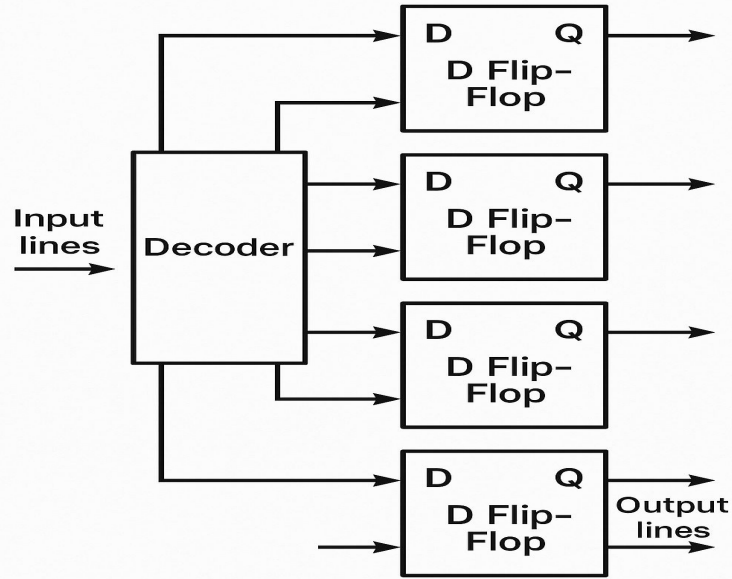 D Q
D Flip-
Flop
Input
lines
Decoder
D Q
D Flip-
Flop
D Q
D Flip-
Flop
D Q
D Flip-
Flop
Output
lines